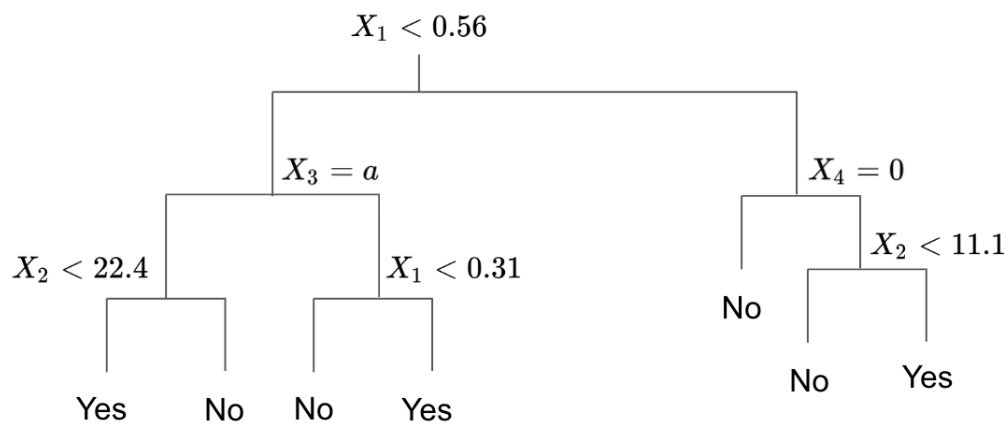 X₁ < 0.56
X₃ = a
X₄ = 0
X₂ < 22.4
X₁ < 0.31
X₂ < 11.1
No
No
Yes
Yes
No
No
Yes